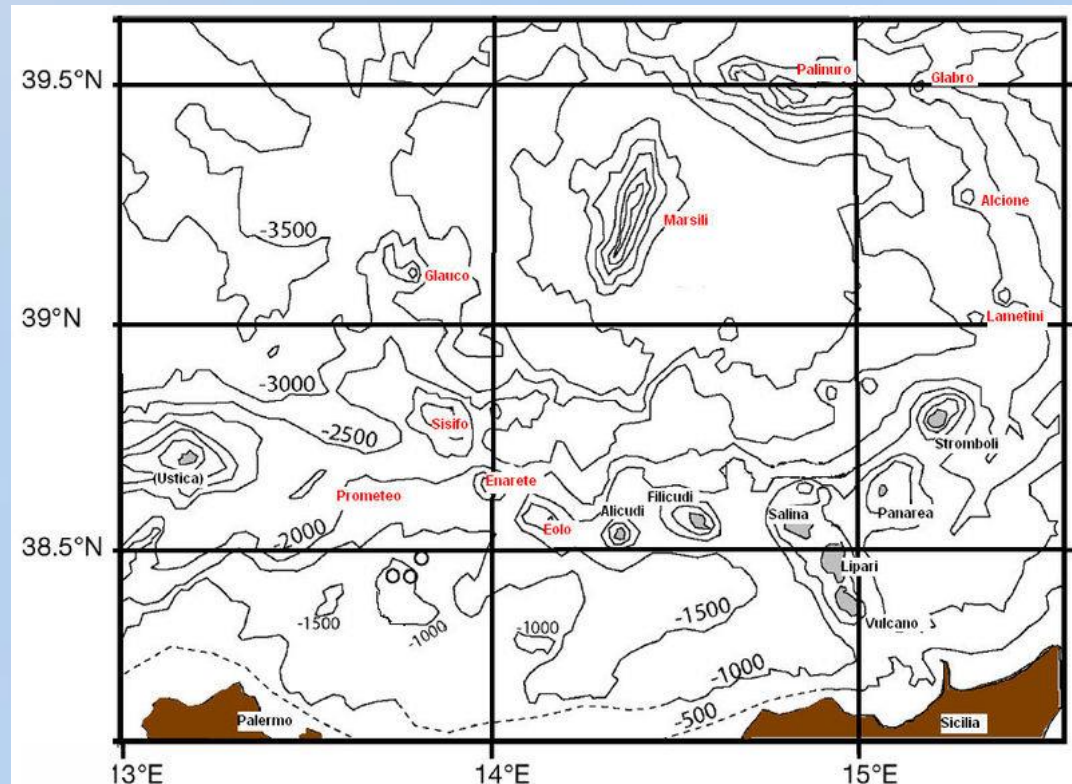 Palinuro
39.5°N
Glabro
Alcione
Marsili
-3500
Glauco
39°N
Lametini
-3000
-2500
Sisifo
Stromboli
(Ustica)
Enarete
Prometeo
Filicudi
Alicudi
Salina
Panarea
Eolo
-2000
38.5°N
Lipari
-1500
-1500
-1000
-1000
Vulcano
-1000
-500
Palermo
Sicilia
13°E
14°E
15°E